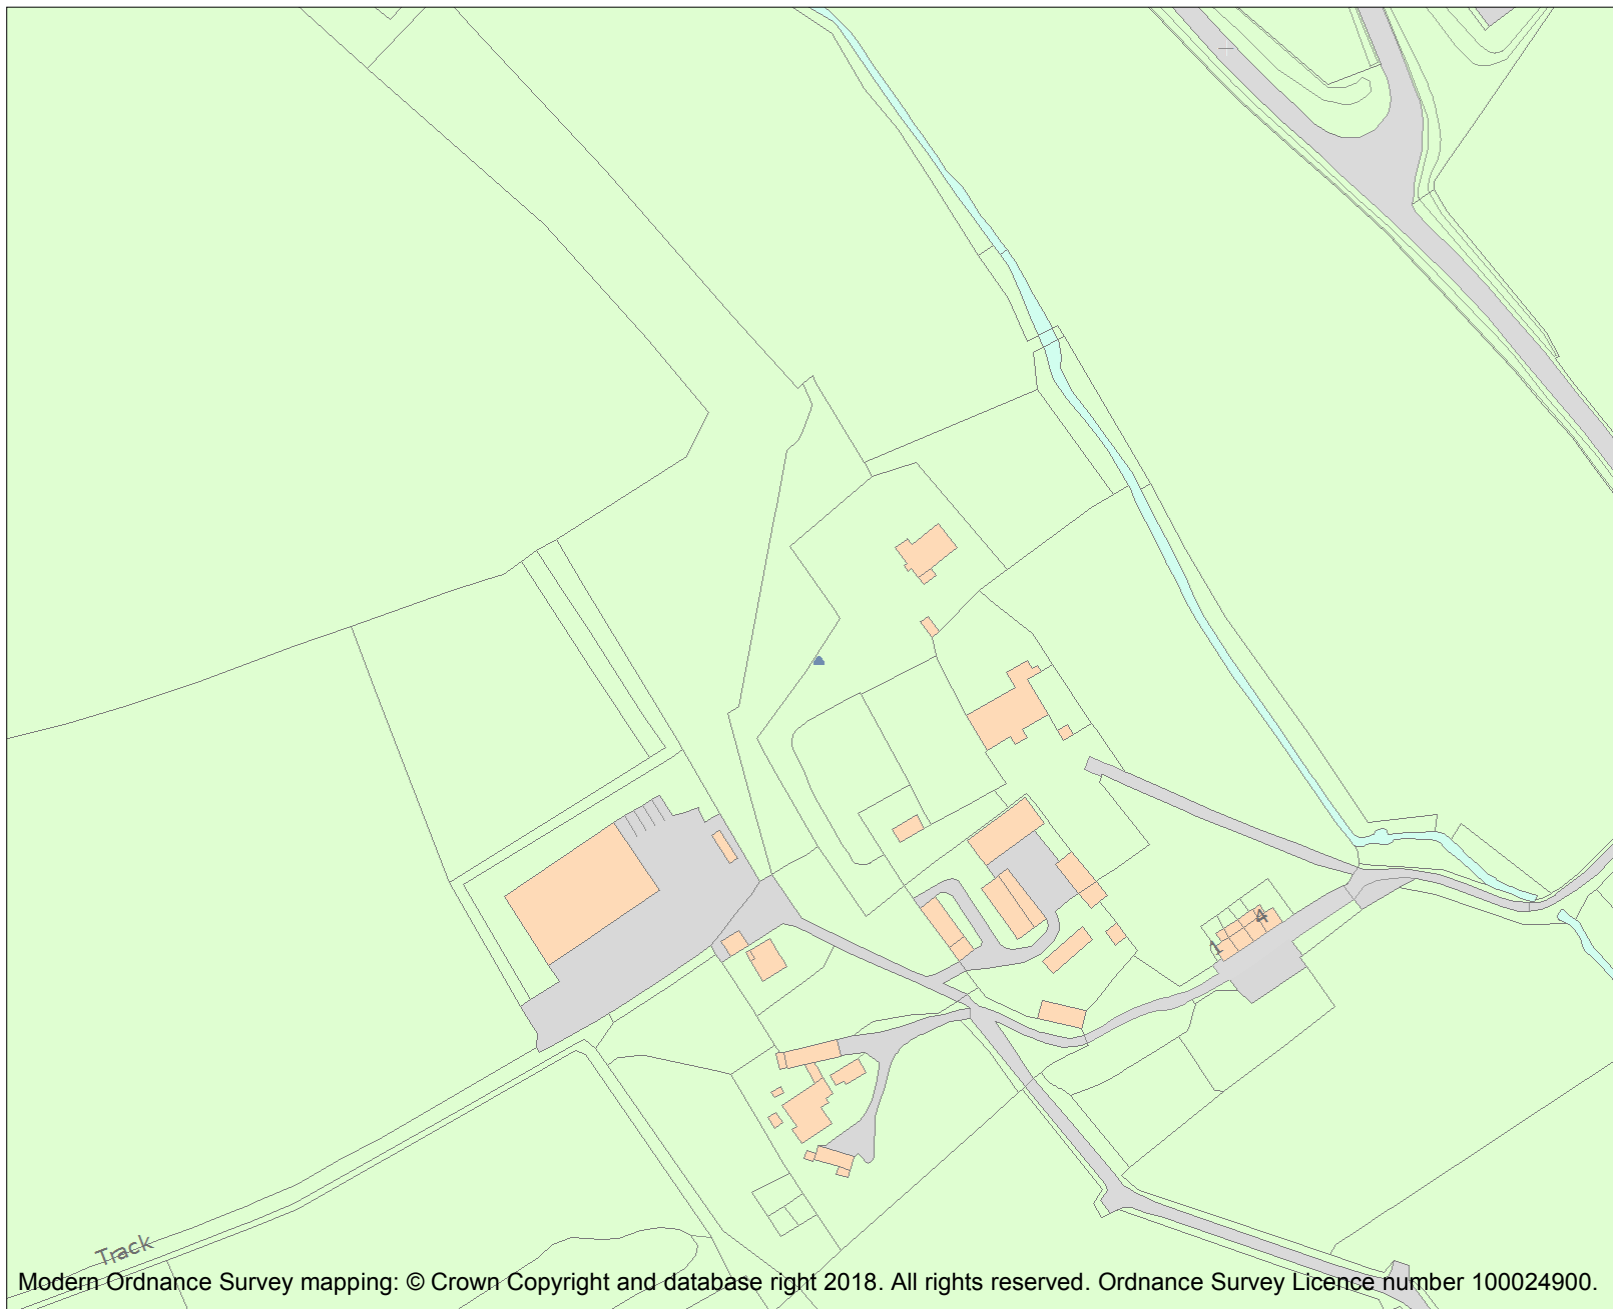 4
1
Track
Modern Ordnance Survey mapping: © Crown Copyright and database right 2018. All rights reserved. Ordnance Survey Licence number 100024900.